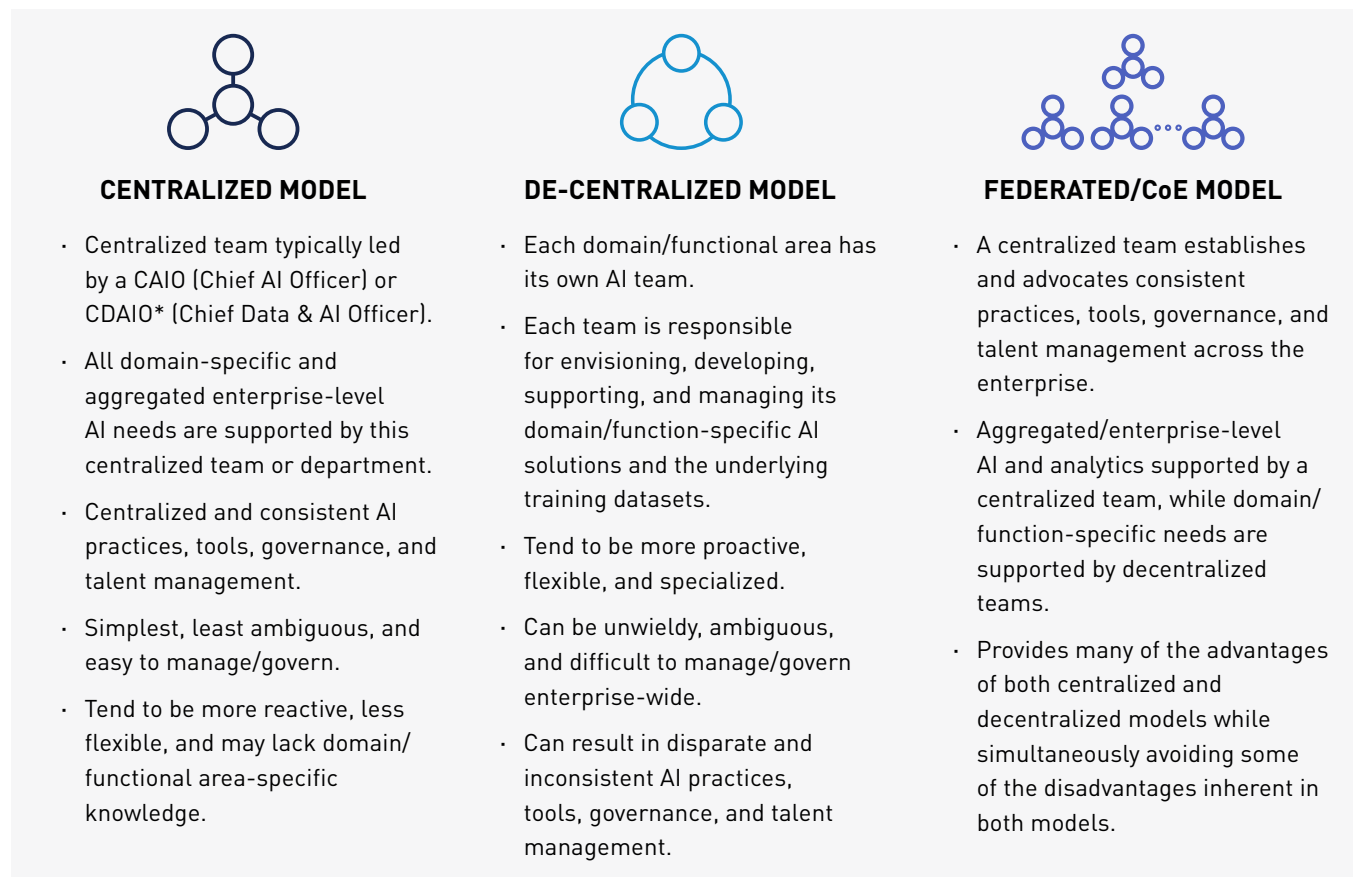 CENTRALIZED MODEL
· Centralized team typically led
by a CAIO (Chief AI Officer) or
CDAIO* (Chief Data & AI Officer).
· All domain-specific and
aggregated enterprise-level
AI needs are supported by this
centralized team or department.
· Centralized and consistent AI
practices, tools, governance, and
talent management.
· Simplest, least ambiguous, and
easy to manage/govern.
· Tend to be more reactive, less
flexible, and may lack domain/
functional area-specific
knowledge.
DE-CENTRALIZED MODEL
· Each domain/functional area has
its own AI team.
· Each team is responsible
for envisioning, developing,
supporting, and managing its
domain/function-specific AI
solutions and the underlying
training datasets.
· Tend to be more proactive,
flexible, and specialized.
· Can be unwieldy, ambiguous,
and difficult to manage/govern
enterprise-wide.
· Can result in disparate and
inconsistent AI practices,
tools, governance, and talent
management.
FEDERATED/CoE MODEL
· A centralized team establishes
and advocates consistent
practices, tools, governance, and
talent management across the
enterprise.
· Aggregated/enterprise-level
AI and analytics supported by a
centralized team, while domain/
function-specific needs are
supported by decentralized
teams.
· Provides many of the advantages
of both centralized and
decentralized models while
simultaneously avoiding some
of the disadvantages inherent in
both models.